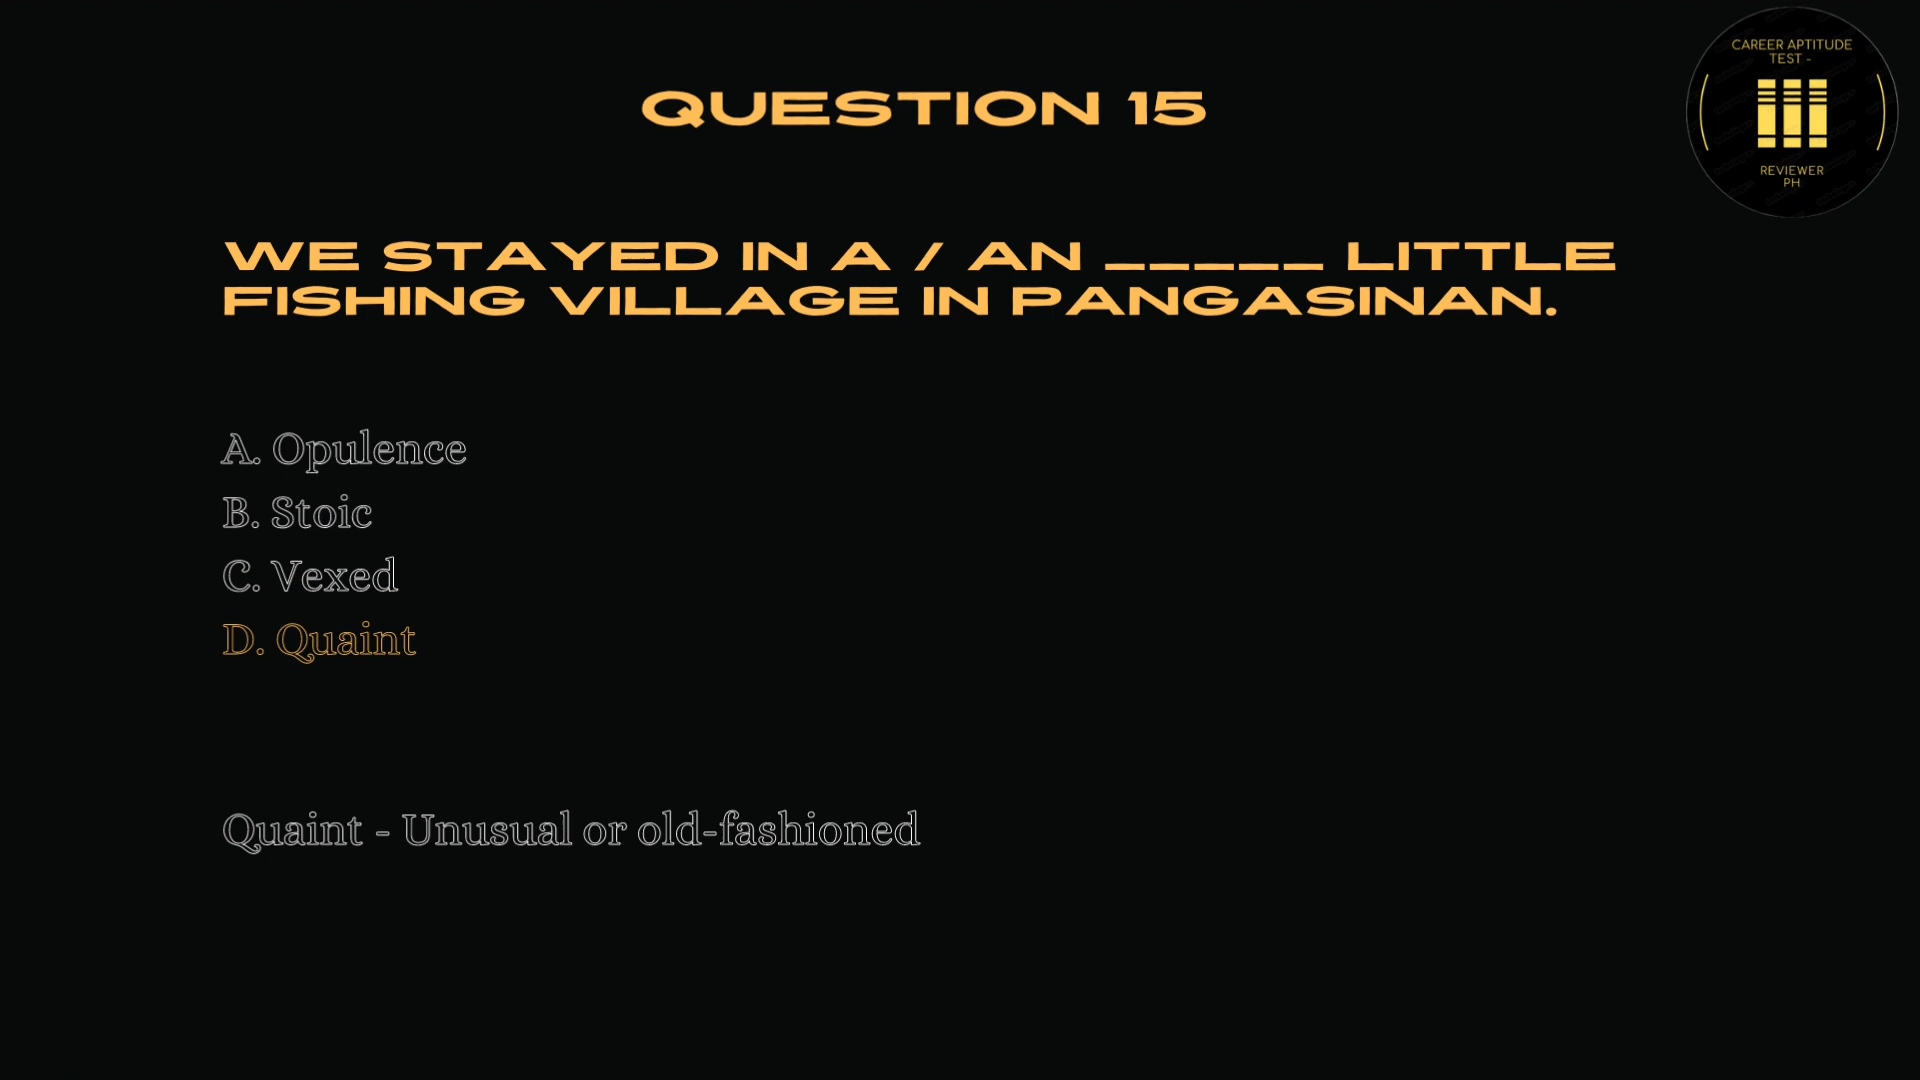 CAREER APTITUDE
TEST -
REVIEWER
PH
QUESTION 15
WE STAYED IN A / AN _____ LITTLE
FISHING VILLAGE IN PANGASINAN.
A. Opulence
B. Stoic
C. Vexed
D. Quaint
Quaint - Unusual or old-fashioned